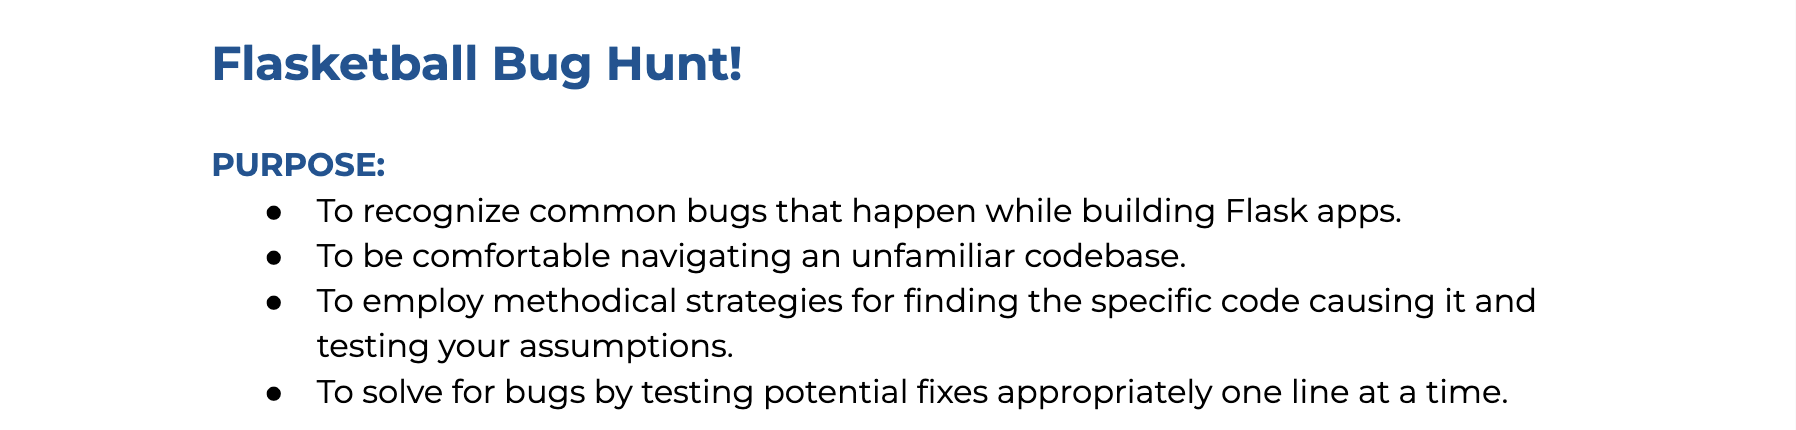 Flasketball Bug Hunt!
PURPOSE:
● To recognize common bugs that happen while building Flask apps.
● To be comfortable navigating an unfamiliar codebase.
● To employ methodical strategies for finding the specific code causing it and
testing your assumptions.
● To solve for bugs by testing potential fixes appropriately one line at a time.